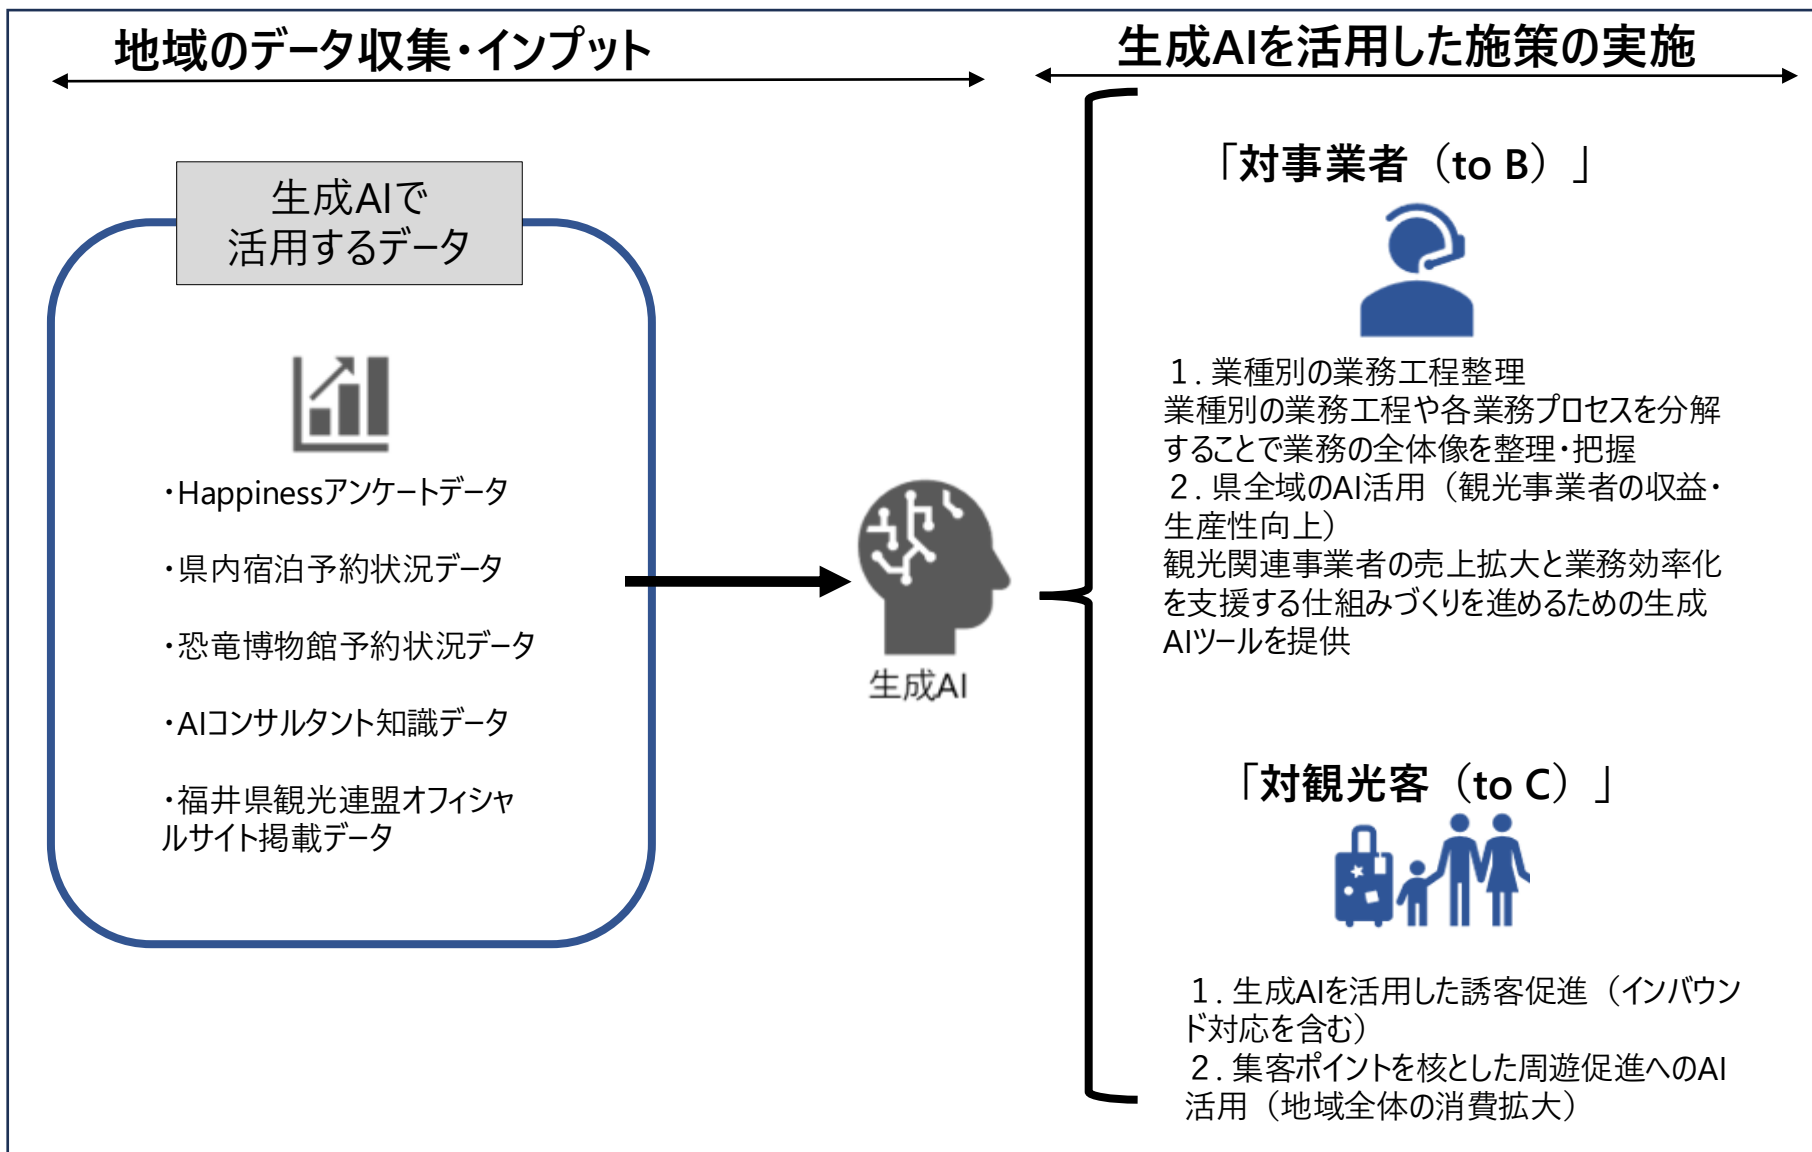 地域のデータ収集・インプット
生成AIを活用した施策の実施
生成AIで
活用するデータ
・Happinessアンケートデータ
・県内宿泊予約状況データ
・恐竜博物館予約状況データ
・AIコンサルタント知識データ
・福井県観光連盟オフィシャ
ルサイト掲載データ
生成AI
「対事業者（to B）」
１．業種別の業務工程整理
業種別の業務工程や各業務プロセスを分解
することで業務の全体像を整理・把握
２．県全域のAI活用（観光事業者の収益・
生産性向上）
観光関連事業者の売上拡大と業務効率化
を支援する仕組みづくりを進めるための生成
AIツールを提供
「対観光客（to C）」
１．生成AIを活用した誘客促進（インバウン
ド対応を含む）
２．集客ポイントを核とした周遊促進へのAI
活用（地域全体の消費拡大）